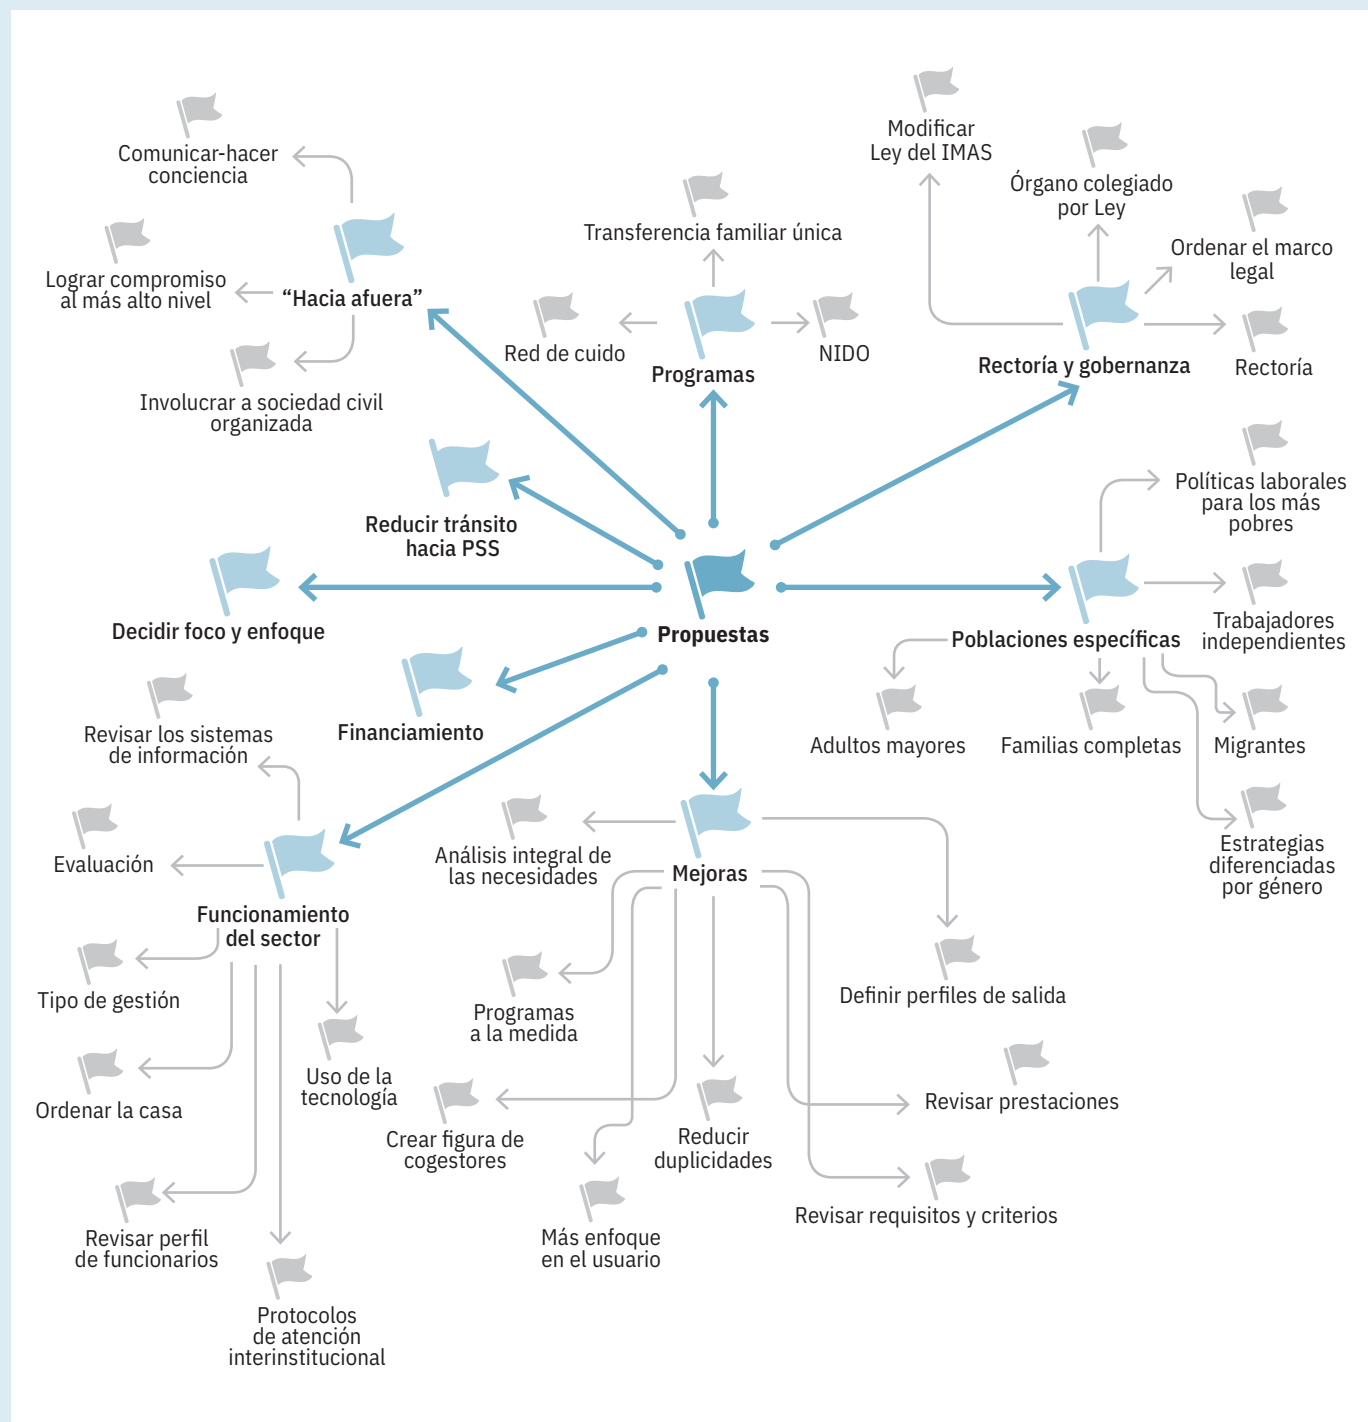 Modificar
Ley del IMAS
Comunicar-hacer
conciencia
Órgano colegiado
por Ley
Transferencia familiar única
Ordenar el marco
legal
Lograr compromiso
al más alto nivel
“Hacia afuera”
Red de cuido
NIDO
Programas
Rectoría y gobernanza
Rectoría
Involucrar a sociedad civil
organizada
Políticas laborales
para los más
pobres
Reducir tránsito
hacia PSS
Decidir foco y enfoque
Propuestas
Poblaciones específicas
Trabajadores
independientes
Financiamiento
Revisar los sistemas
de información
Adultos mayores
Familias completas
Migrantes
Evaluación
Análisis integral de
las necesidades
Mejoras
Estrategias
diferenciadas
por género
Funcionamiento
del sector
Tipo de gestión
Programas
a la medida
Definir perfiles de salida
Uso de la
tecnología
Ordenar la casa
Revisar prestaciones
Crear figura de
cogestores
Reducir
duplicidades
Revisar requisitos y criterios
Revisar perfil
de funcionarios
Más enfoque
en el usuario
Protocolos
de atención
interinstitucional